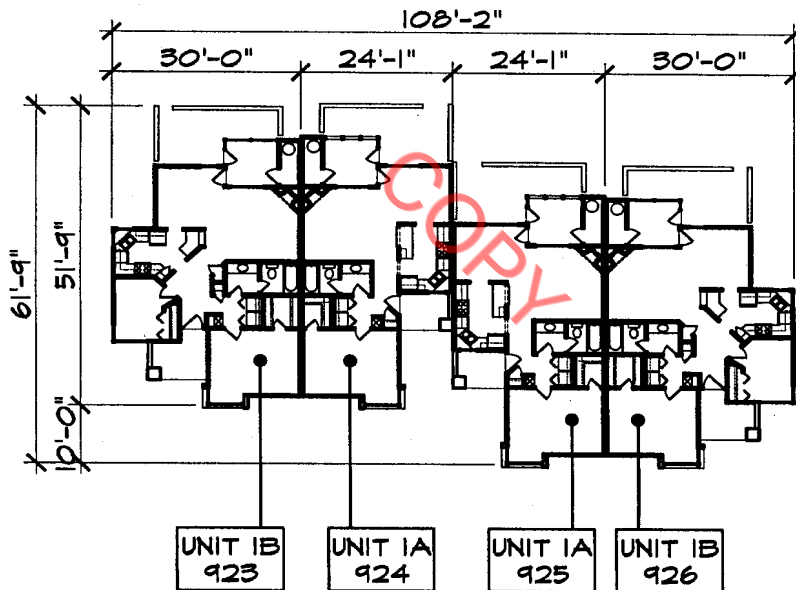 108'-2"
30'-0"
24'-1"
24'-1"
30'-0"
61'-9"
51'-9"
10'-0"
COPY
UNIT 1B
923
UNIT 1A
924
UNIT 1A
925
UNIT 1B
926